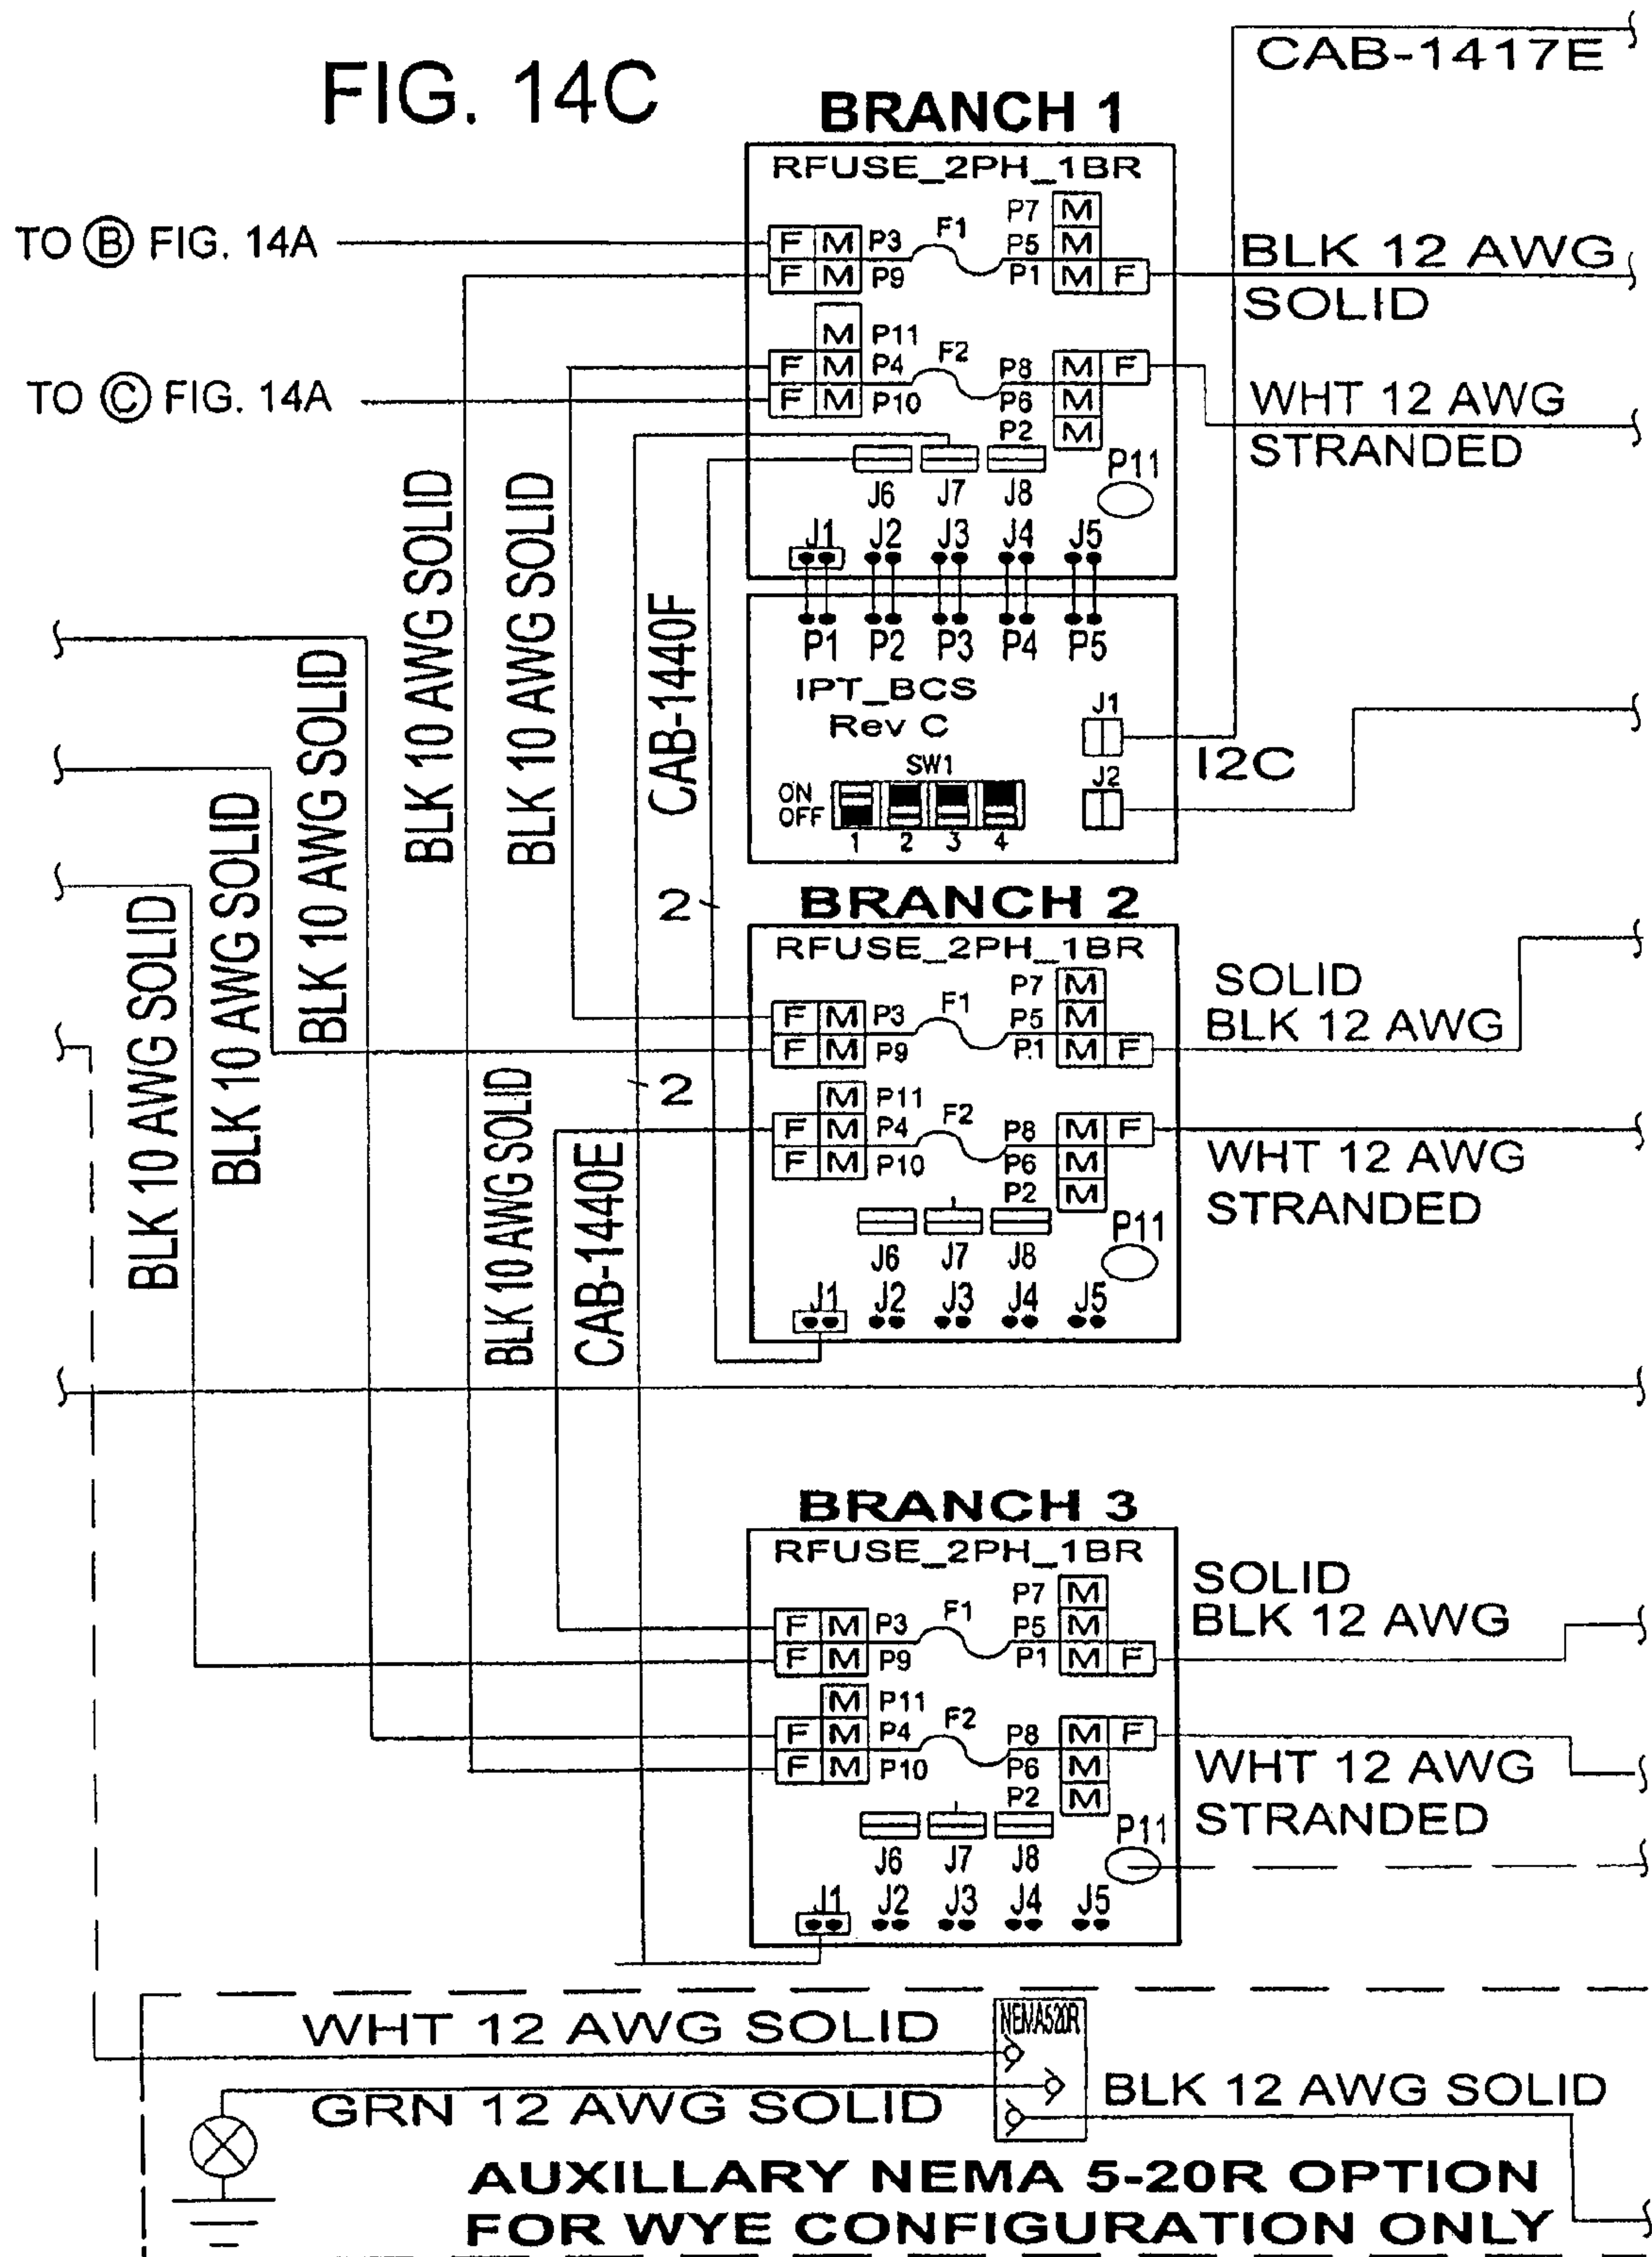 FIG. 14C
CAB-1417E
BRANCH 1
RFUSE_2PH_1BR
TO B FIG. 14A
F M P3 F1 P7 M
F M P9 P5 M
P1 M F
BLK 12 AWG
SOLID
M P11
F M P4 F2 P8 M F
TO C FIG. 14A
F M P10 P6 M
P2 M
WHT 12 AWG
STRANDED
P11
J6 J7 J8
J1 J2 J3 J4 J5
P1 P2 P3 P4 P5
IPT_BCS
Rev C
SW1
ON
OFF
1 2 3 4
J1
J2
I2C
BLK 10 AWG SOLID
BLK 10 AWG SOLID
CAB-1440F
BLK 10 AWG SOLID
BLK 10 AWG SOLID
BLK 10 AWG SOLID
2
BRANCH 2
RFUSE_2PH_1BR
F M P3 F1 P7 M
F M P9 P5 M
P.1 M F
SOLID
BLK 12 AWG
2
M P11
F M P4 F2 P8 M F
F M P10 P6 M
P2 M
WHT 12 AWG
STRANDED
P11
J6 J7 J8
J1 J2 J3 J4 J5
BLK 10 AWG SOLID
CAB-1440E
BRANCH 3
RFUSE_2PH_1BR
F M P3 F1 P7 M
F M P9 P5 M
P1 M F
SOLID
BLK 12 AWG
M P11
F M P4 F2 P8 M F
F M P10 P6 M
P2 M
WHT 12 AWG
STRANDED
P11
J6 J7 J8
J1 J2 J3 J4 J5
WHT 12 AWG SOLID
NEMA520R
GRN 12 AWG SOLID
BLK 12 AWG SOLID
AUXILLARY NEMA 5-20R OPTION
FOR WYE CONFIGURATION ONLY